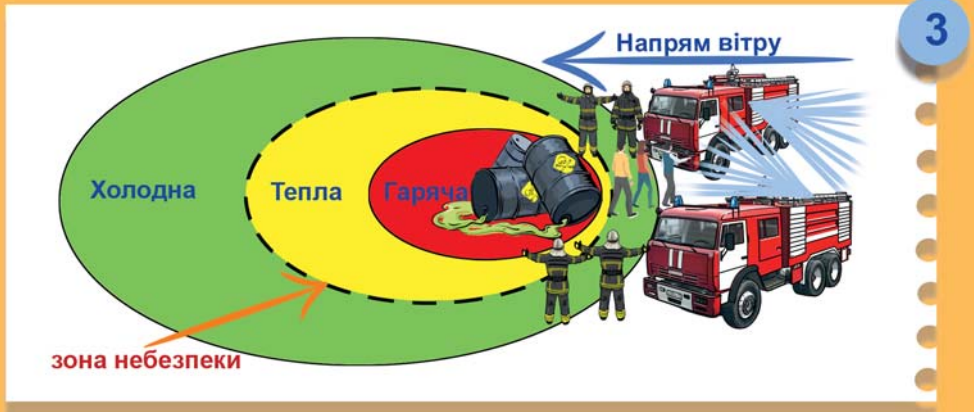 3
Напрям вітру
Холодна
Тепла
Гаряча
зона небезпеки